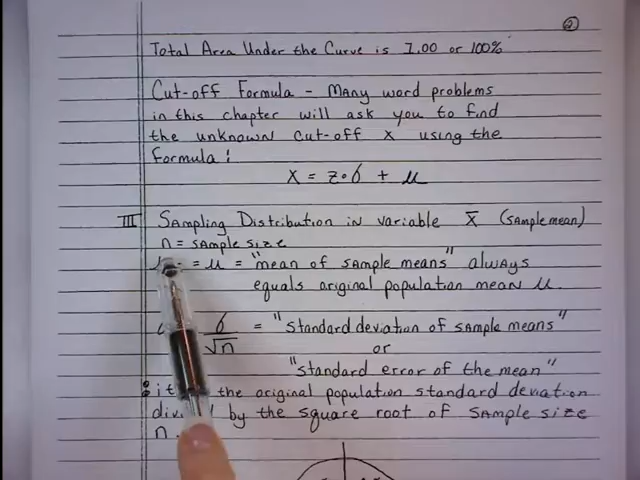 ②
Total Area Under the Curve is 1.00 or 100%
Cut-off Formula - Many word problems
in this chapter will ask you to find
the unknown cut-off x using the
formula:
x = z•σ + μ
III Sampling Distribution in variable x̄ (sample mean)
n = sample size
= μ = "mean of sample means" always
equals original population mean μ.
σ/√n = "standard deviation of sample means"
or
"standard error of the mean"
the original population standard deviation
by the square root of sample size
n.